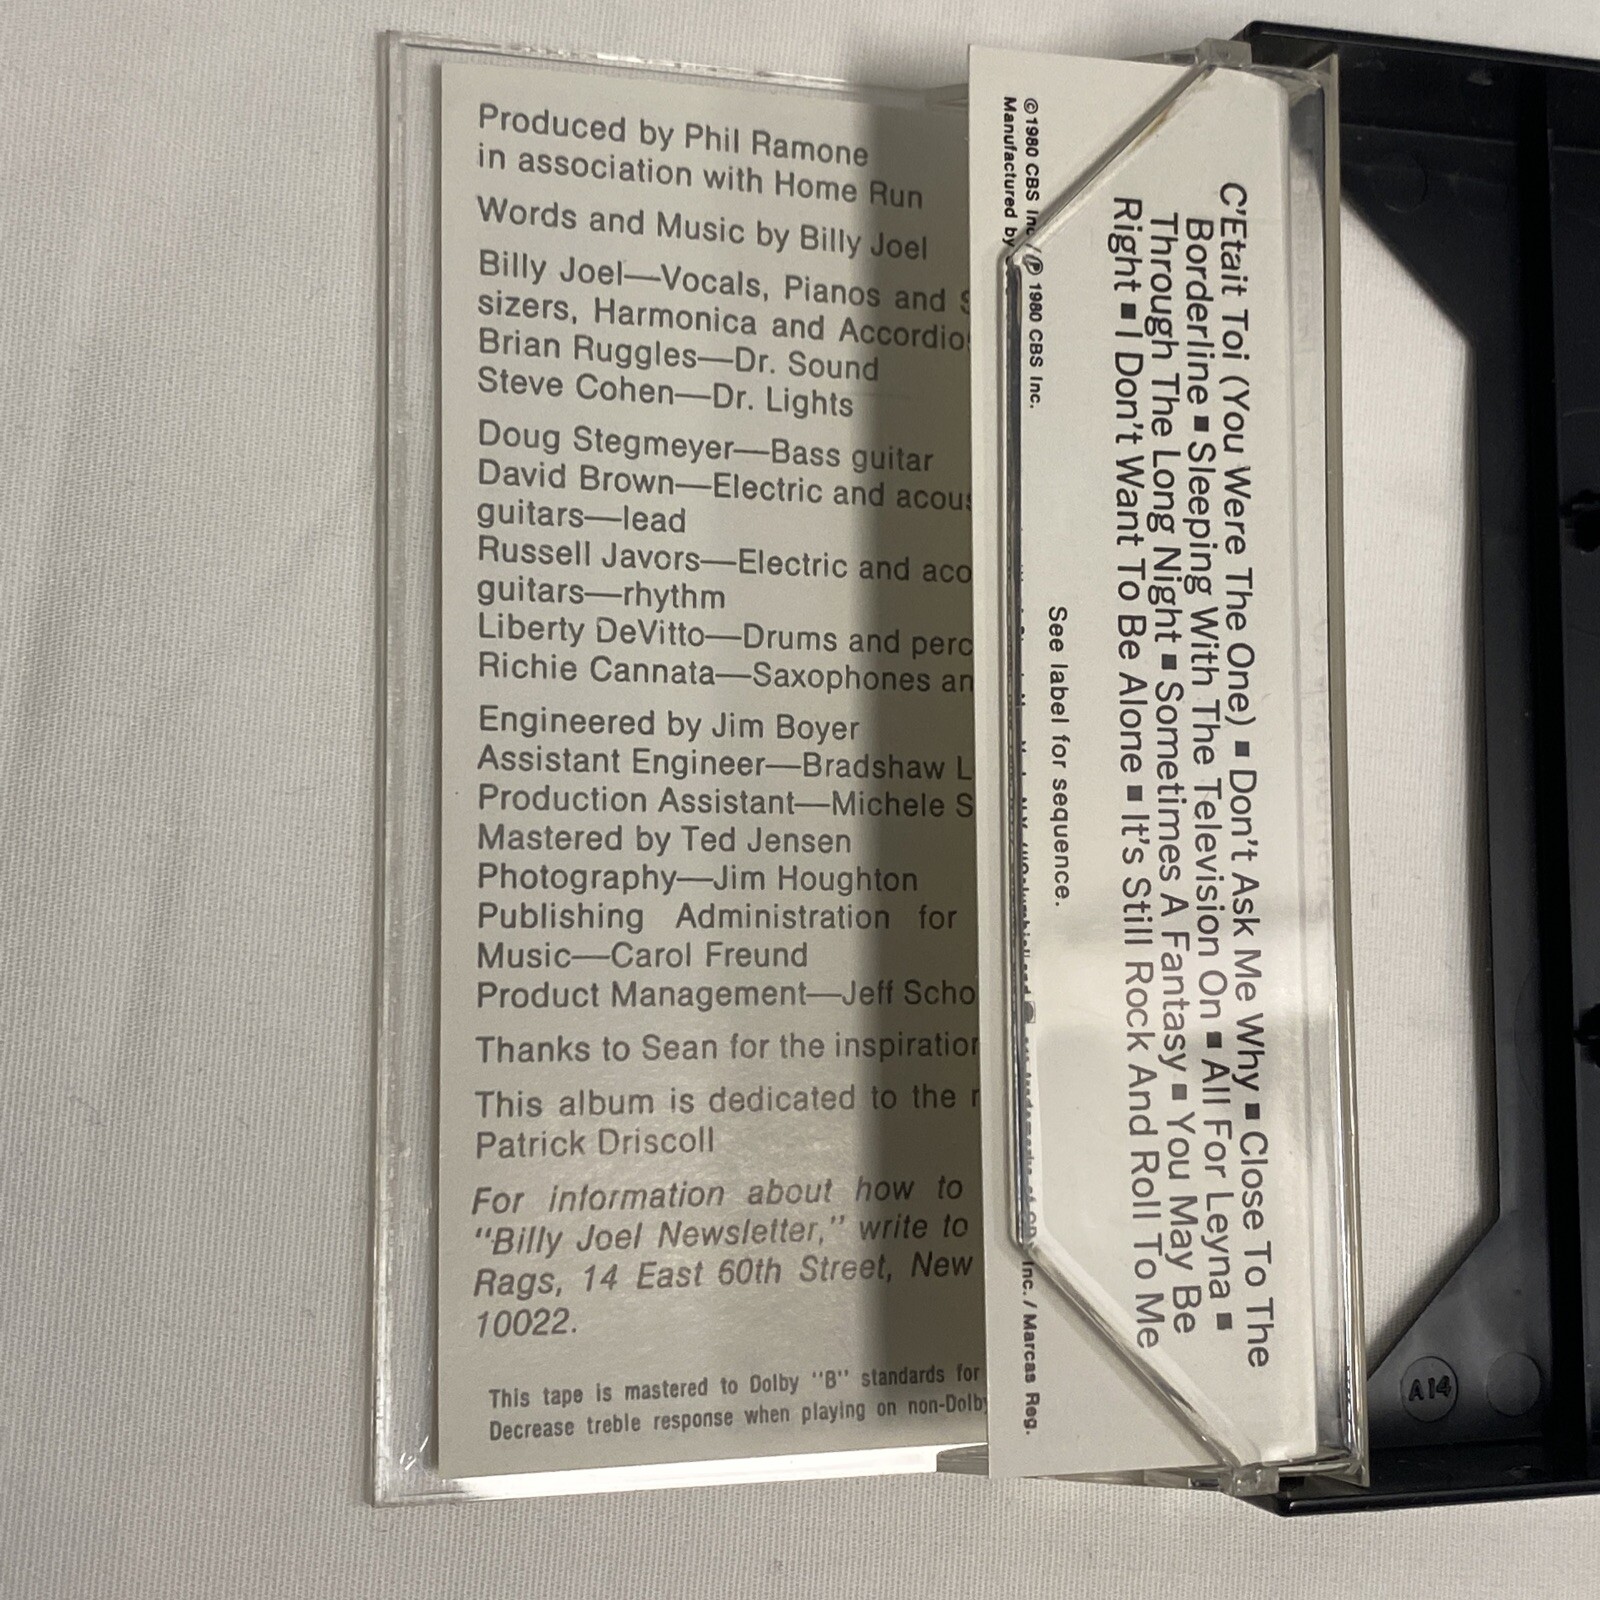 Produced by Phil Ramone
in association with Home Run
Words and Music by Billy Joel
Billy Joel—Vocals, Pianos and
sizers, Harmonica and Accordio
Brian Ruggles—Dr. Sound
Steve Cohen—Dr. Lights
Doug Stegmeyer—Bass guitar
David Brown—Electric and acous
guitars—lead
Russell Javors—Electric and aco
guitars—rhythm
Liberty DeVitto—Drums and perc
Richie Cannata—Saxophones an
Engineered by Jim Boyer
Assistant Engineer—Bradshaw L
Production Assistant—Michele S
Mastered by Ted Jensen
Photography—Jim Houghton
Publishing Administration for
Music—Carol Freund
Product Management—Jeff Scho
Thanks to Sean for the inspiration
This album is dedicated to the
Patrick Driscoll
For information about how to
"Billy Joel Newsletter," write to
Rags, 14 East 60th Street, New
10022.
This tape is mastered to Dolby "B" standards for
Decrease treble response when playing on non-Dolby
C'Etait Toi (You Were The One) ■ Don't Ask Me Why ■ Close To The
Borderline ■ Sleeping With The Television On ■ All For Leyna ■
Through The Long Night ■ Sometimes A Fantasy ■ You May Be
Right ■ I Don't Want To Be Alone ■ It's Still Rock And Roll To Me
See label for sequence.
©1980 CBS Inc./℗ 1980 CBS Inc.
Manufactured by
Inc./Marcas Reg.
A14